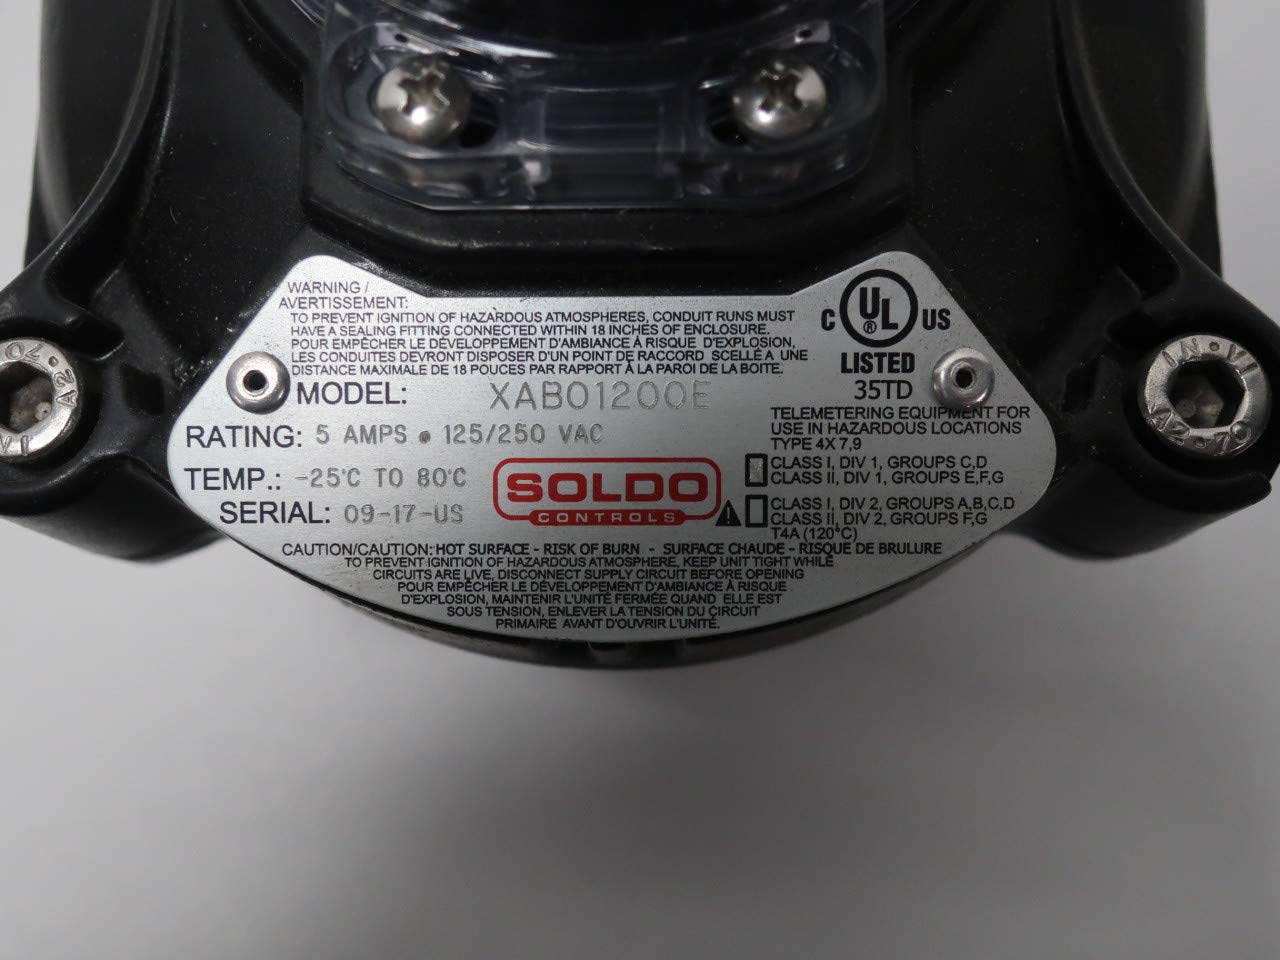 WARNING /
AVERTISSEMENT:
TO PREVENT IGNITION OF HAZARDOUS ATMOSPHERES, CONDUIT RUNS MUST
HAVE A SEALING FITTING CONNECTED WITHIN 18 INCHES OF ENCLOSURE.
POUR EMPÊCHER LE DÉVELOPPEMENT D'AMBIANCE À RISQUE D'EXPLOSION,
LES CONDUITES DEVRONT DISPOSER D'UN POINT DE RACCORD SCELLÉ A UNE
DISTANCE MAXIMALE DE 18 POUCES PAR RAPPORT À LA PAROI DE LA BOITE.
MODEL: XAB01200E
RATING: 5 AMPS • 125/250 VAC
TEMP.: -25°C TO 80°C
SERIAL: 09-17-US
SOLDO
CONTROLS
C UL ® US
LISTED
35TD
TELEMETERING EQUIPMENT FOR
USE IN HAZARDOUS LOCATIONS
TYPE 4X 7,9
CLASS I, DIV 1, GROUPS C,D
CLASS II, DIV 1, GROUPS E,F,G
CLASS I, DIV 2, GROUPS A,B,C,D
CLASS II, DIV 2, GROUPS F,G
T4A (120°C)
CAUTION/CAUTION: HOT SURFACE - RISK OF BURN - SURFACE CHAUDE - RISQUE DE BRULURE
TO PREVENT IGNITION OF HAZARDOUS ATMOSPHERE, KEEP UNIT TIGHT WHILE
CIRCUITS ARE LIVE, DISCONNECT SUPPLY CIRCUIT BEFORE OPENING
POUR EMPÊCHER LE DÉVELOPPEMENT D'AMBIANCE À RISQUE
D'EXPLOSION, MAINTENIR L'UNITÉ FERMÉE QUAND ELLE EST
SOUS TENSION, ENLEVER LA TENSION DU CIRCUIT
PRIMAIRE AVANT D'OUVRIR L'UNITÉ.
IN·VI
A2·70